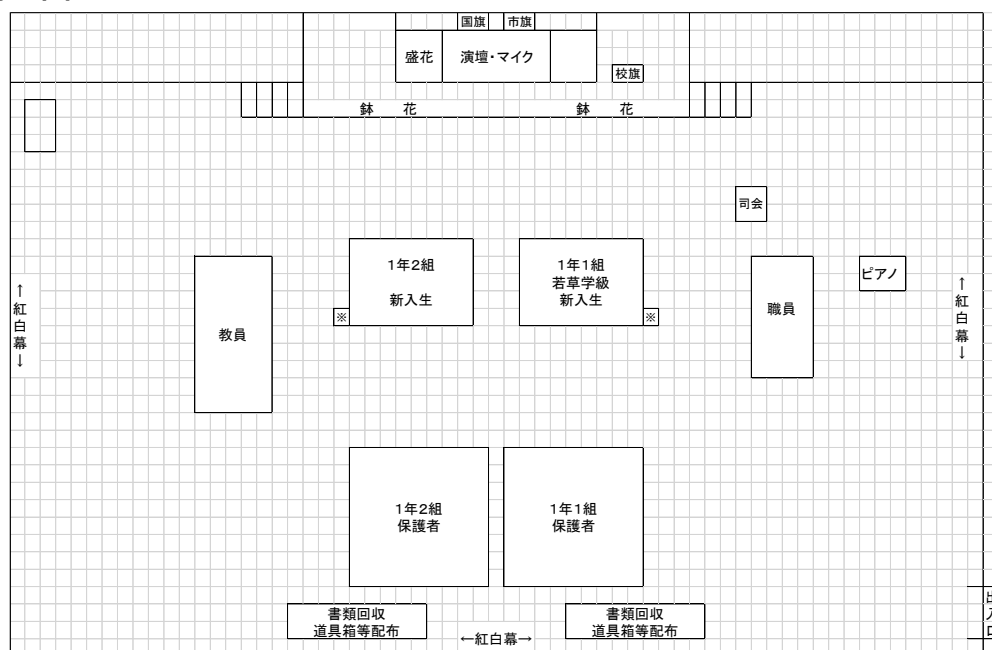 国旗
市旗
盛花
演壇・マイク
校旗
鉢 花
鉢 花
司会
1年2組
新入生
1年1組
若草学級
新入生
※
※
教員
職員
ピアノ
↑紅白幕↓
↑紅白幕↓
1年2組
保護者
1年1組
保護者
書類回収
道具箱等配布
書類回収
道具箱等配布
←紅白幕→
出入口